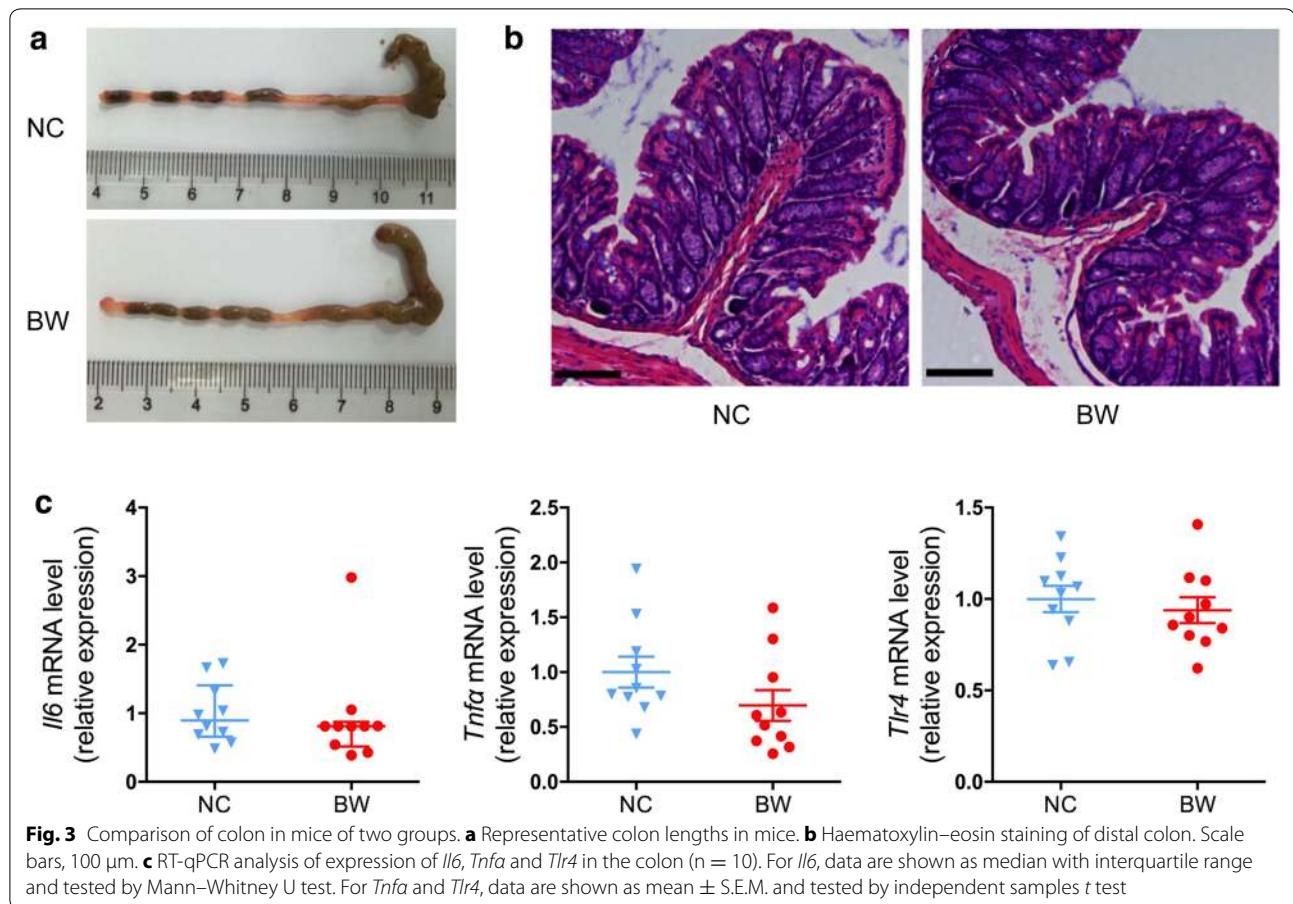 a
NC
4 5 6 7 8 9 10 11
BW
2 3 4 5 6 7 8 9
b
NC BW
c
Il6 mRNA level
(relative expression)
4
3
2
1
0
NC BW
Tnfα mRNA level
(relative expression)
2.5
2.0
1.5
1.0
0.5
0.0
NC BW
Tlr4 mRNA level
(relative expression)
1.5
1.0
0.5
0.0
NC BW
Fig. 3 Comparison of colon in mice of two groups. a Representative colon lengths in mice. b Haematoxylin–eosin staining of distal colon. Scale
bars, 100 μm. c RT-qPCR analysis of expression of Il6, Tnfα and Tlr4 in the colon (n = 10). For Il6, data are shown as median with interquartile range
and tested by Mann–Whitney U test. For Tnfα and Tlr4, data are shown as mean ± S.E.M. and tested by independent samples t test